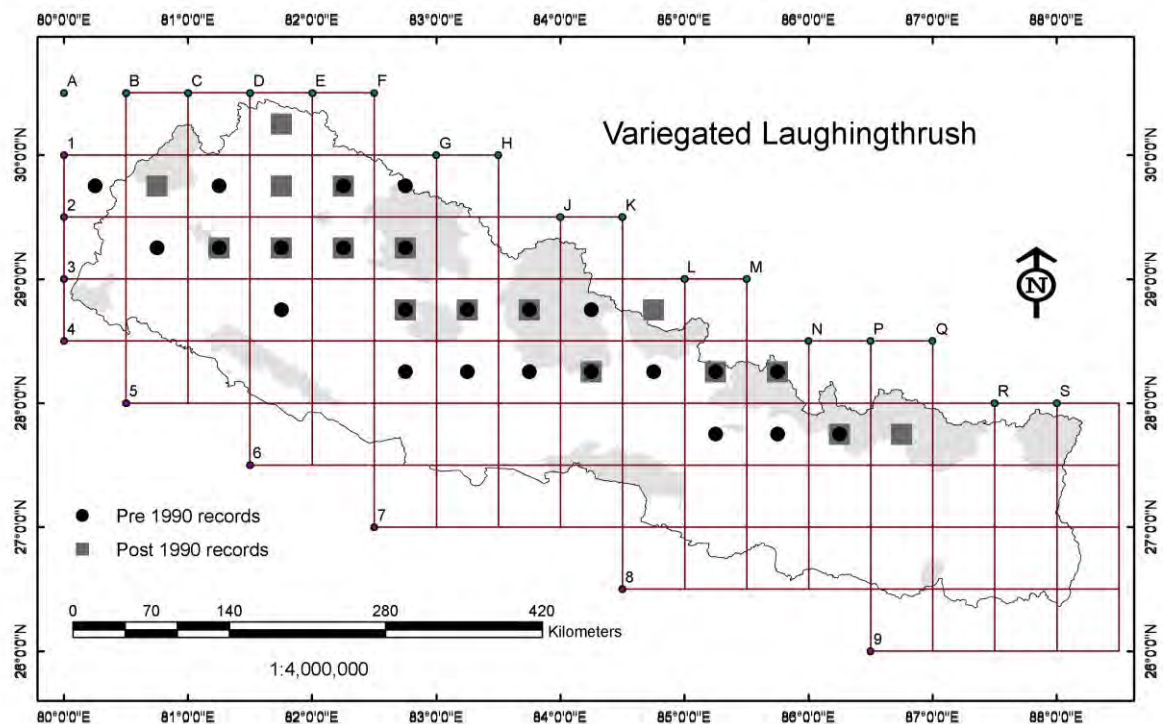 80°0'0"E 81°0'0"E 82°0'0"E 83°0'0"E 84°0'0"E 85°0'0"E 86°0'0"E 87°0'0"E 88°0'0"E
A B C D E F
Variegated Laughingthrush
30°0'0"N 1 G H 30°0'0"N
2 J K
29°0'0"N 3 L M N 29°0'0"N
4 N P Q
28°0'0"N 5 R S 28°0'0"N
6
27°0'0"N 7 27°0'0"N
Pre 1990 records
Post 1990 records
8
0 70 140 280 420
Kilometers
9
26°0'0"N 26°0'0"N
1:4,000,000
80°0'0"E 81°0'0"E 82°0'0"E 83°0'0"E 84°0'0"E 85°0'0"E 86°0'0"E 87°0'0"E 88°0'0"E